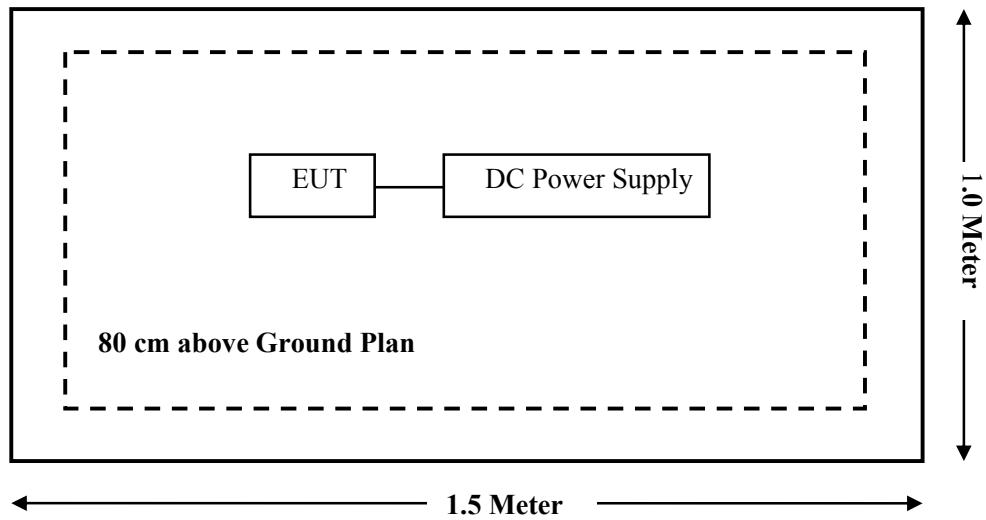 EUT
DC Power Supply
1.0 Meter
80 cm above Ground Plan
1.5 Meter